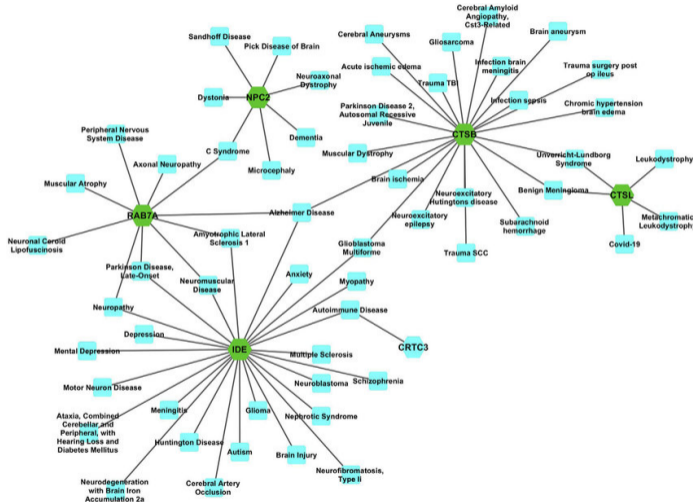 Cerebral Amyloid
Angiopathy,
Cst3-Related
Cerebral Aneurysms
Brain aneurysm
Gliosarcoma
Sandhoff Disease
Pick Disease of Brain
Acute ischemic edema
Infection brain
meningitis
Trauma surgery post
op ileus
Neuroaxonal
Dystrophy
Trauma TBI
Dystonia
NPC2
Infection sepsis
Chromic hypertension
brain edema
Parkinson Disease 2,
Autosomal Recessive
Juvenile
Peripheral Nervous
System Disease
CTSB
Dementia
C Syndrome
Muscular Dystrophy
Unverricht-Lundborg
Syndrome
Leukodystrophy
Axonal Neuropathy
Microcephaly
Brain ischemia
Muscular Atrophy
Benign Meningioma
CTSL
Neuroexcitatory
Hutingtons disease
RAB7A
Alzheimer Disease
Neuroexcitatory
epilepsy
Subarachnoid
hemorrhage
Metachromatic
Leukodystrophy
Neuronal Ceroid
Lipofuscinosis
Amyotrophic Lateral
Sclerosis 1
Glioblastoma
Multiforme
Trauma SCC
Covid-19
Parkinson Disease,
Late-Onset
Neuromuscular
Disease
Anxiety
Myopathy
Neuropathy
Autoimmune Disease
Depression
CRTC3
Mental Depression
IDE
Multiple Sclerosis
Motor Neuron Disease
Neuroblastoma
Schizophrenia
Ataxia, Combined
Cerebellar and
Peripheral, with
Hearing Loss and
Diabetes Mellitus
Meningitis
Glioma
Nephrotic Syndrome
Huntington Disease
Autism
Brain Injury
Neurofibromatosis,
Type Ii
Neurodegeneration
with Brain Iron
Accumulation 2a
Cerebral Artery
Occlusion